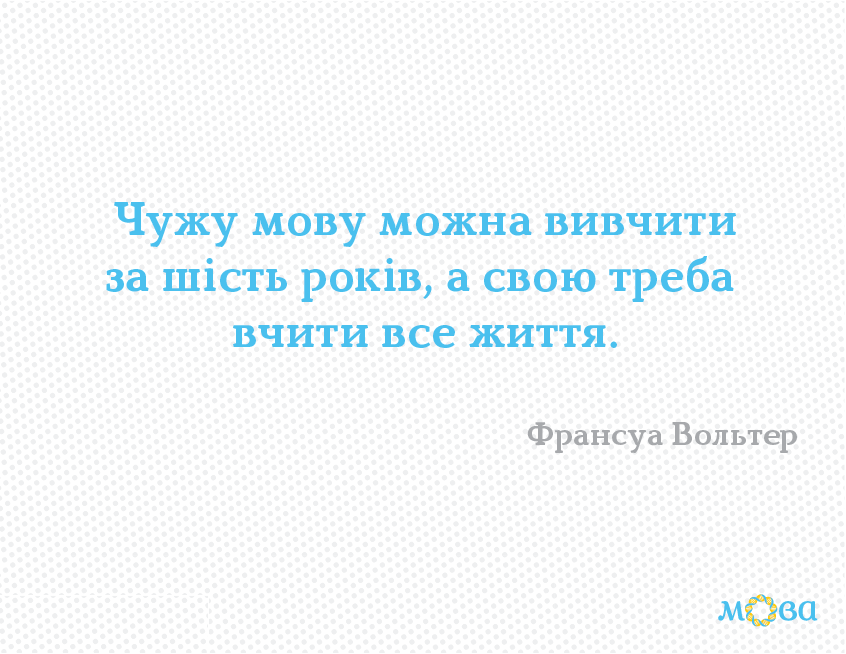 Чужу мову можна вивчити
за шість років, а свою треба
вчити все життя.
Франсуа Вольтер
мова